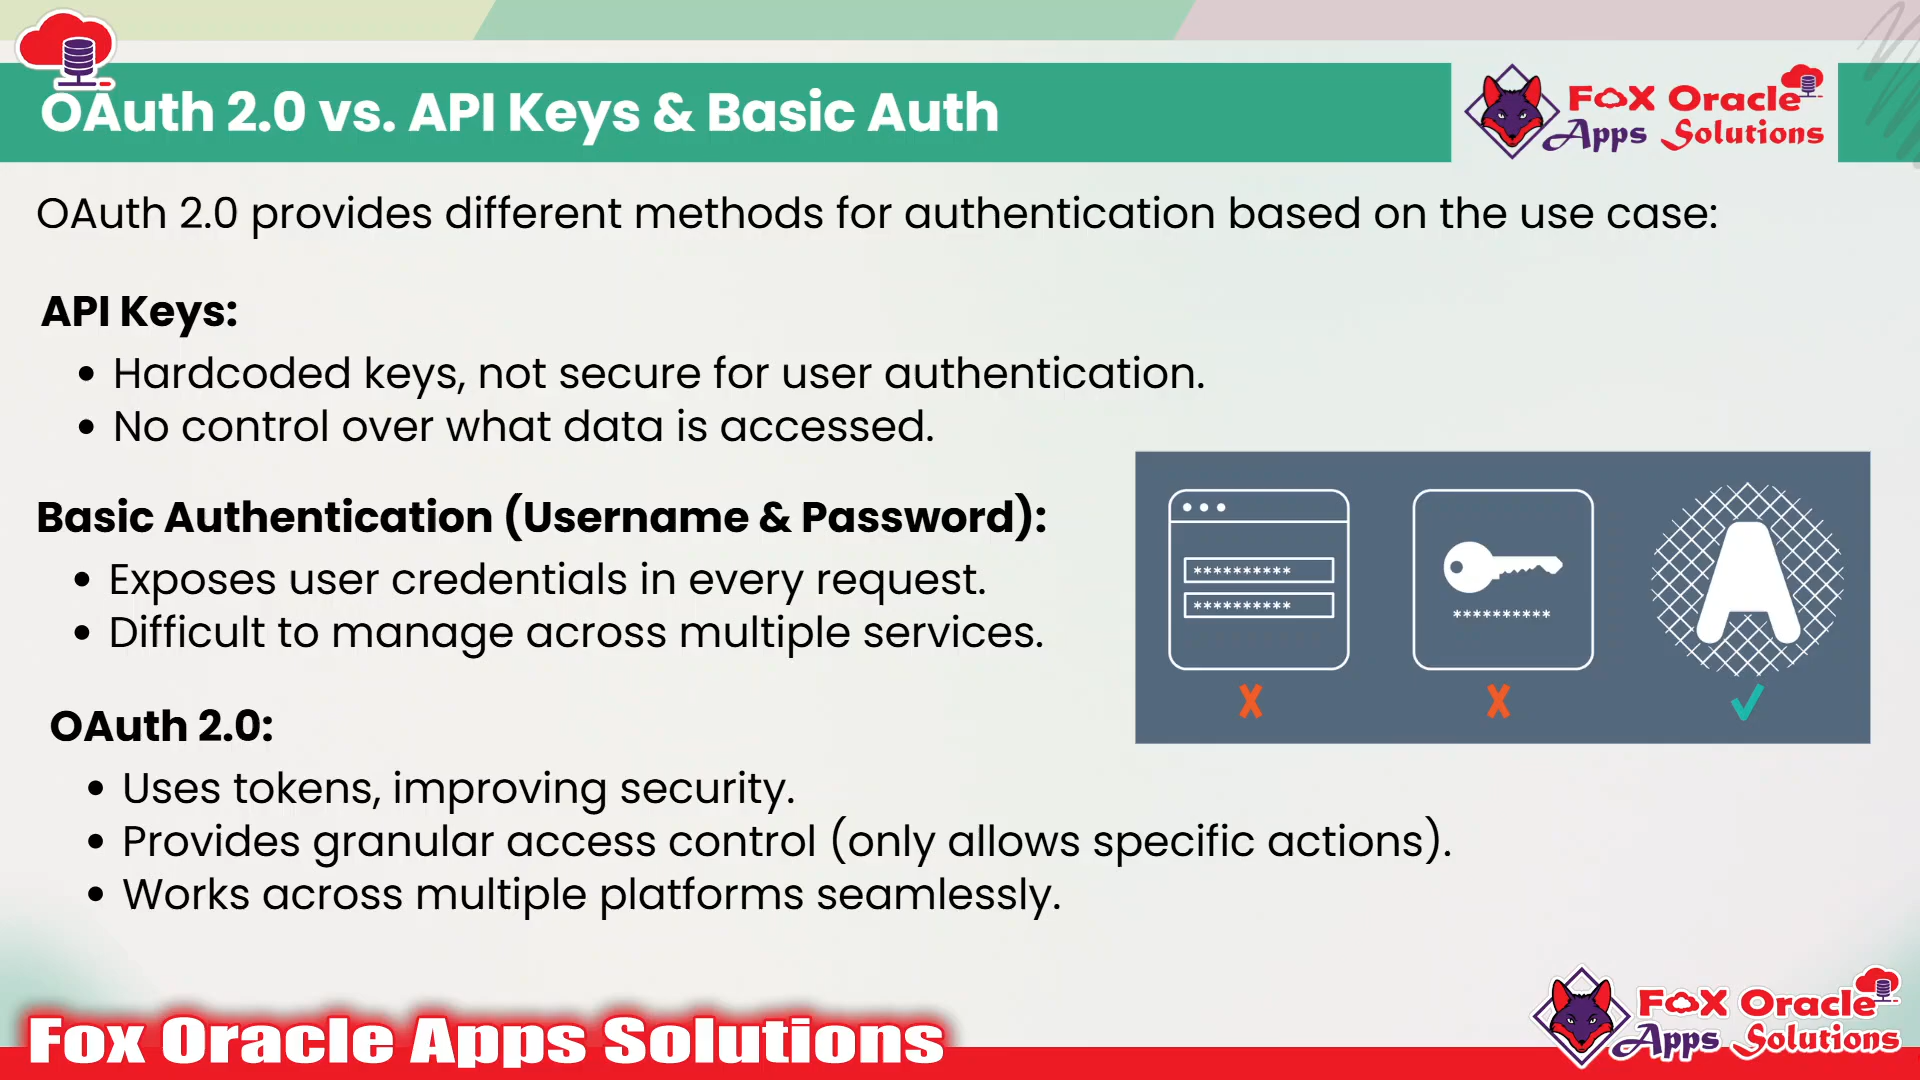 OAuth 2.0 vs. API Keys & Basic Auth
Fox Oracle
Apps Solutions
OAuth 2.0 provides different methods for authentication based on the use case:
API Keys:
• Hardcoded keys, not secure for user authentication.
• No control over what data is accessed.
Basic Authentication (Username & Password):
• Exposes user credentials in every request.
• Difficult to manage across multiple services.
**********
**********
**********
A
OAuth 2.0:
• Uses tokens, improving security.
• Provides granular access control (only allows specific actions).
• Works across multiple platforms seamlessly.
Fox Oracle Apps Solutions
Fox Oracle
Apps Solutions